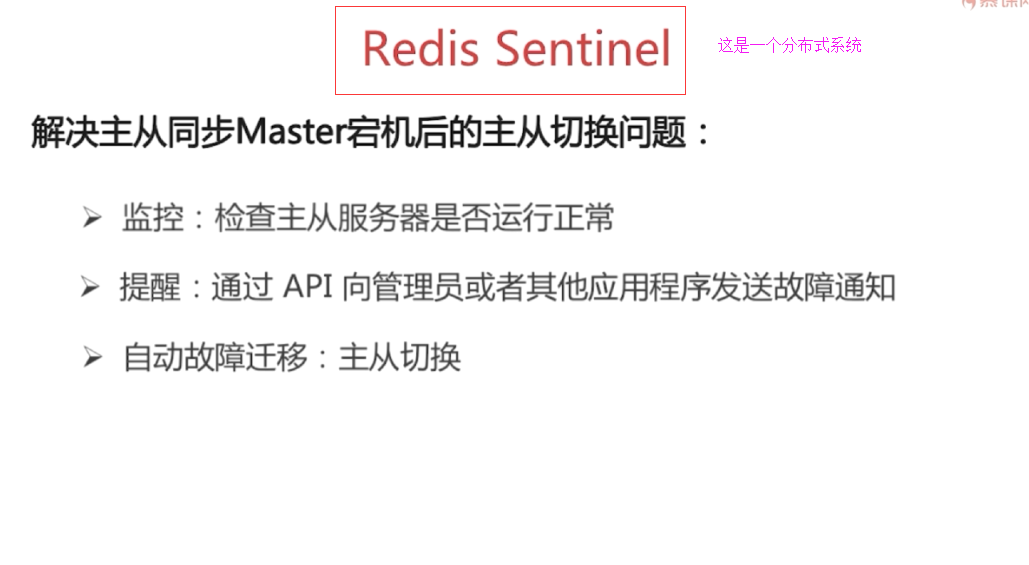 Redis Sentinel
这是一个分布式系统
解决主从同步Master宕机后的主从切换问题：
➢ 监控：检查主从服务器是否运行正常
➢ 提醒：通过 API 向管理员或者其他应用程序发送故障通知
➢ 自动故障迁移：主从切换